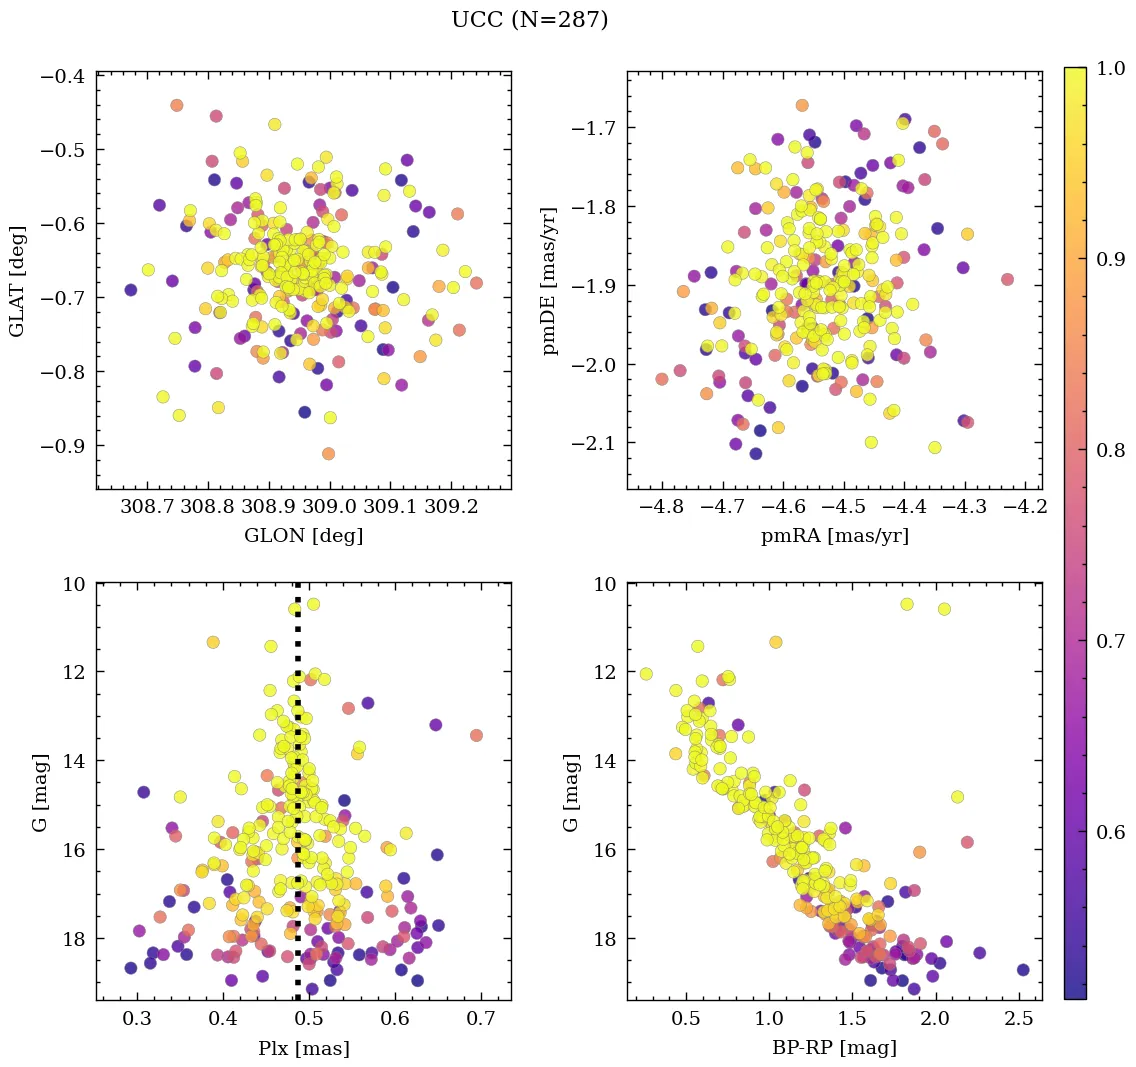 UCC (N=287)
−0.4
−0.5
−0.6
−0.7
−0.8
−0.9
GLAT [deg]
308.7 308.8 308.9 309.0 309.1 309.2
GLON [deg]
−1.7
−1.8
−1.9
−2.0
−2.1
pmDE [mas/yr]
−4.8 −4.7 −4.6 −4.5 −4.4 −4.3 −4.2
pmRA [mas/yr]
1.0
0.9
0.8
0.7
0.6
10
12
14
16
18
G [mag]
0.3 0.4 0.5 0.6 0.7
Plx [mas]
10
12
14
16
18
G [mag]
0.5 1.0 1.5 2.0 2.5
BP-RP [mag]